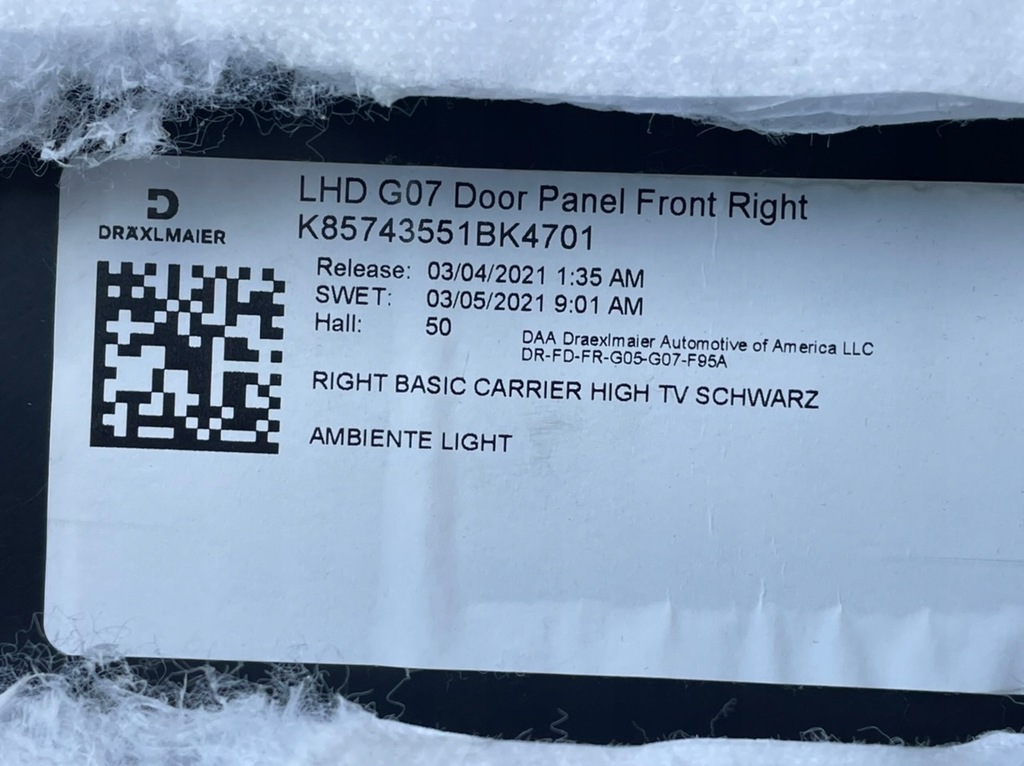 DRÄXLMAIER
LHD G07 Door Panel Front Right
K85743551BK4701
Release: 03/04/2021 1:35 AM
SWET: 03/05/2021 9:01 AM
Hall: 50
DAA Draexlmaier Automotive of America LLC
DR-FD-FR-G05-G07-F95A
RIGHT BASIC CARRIER HIGH TV SCHWARZ
AMBIENTE LIGHT